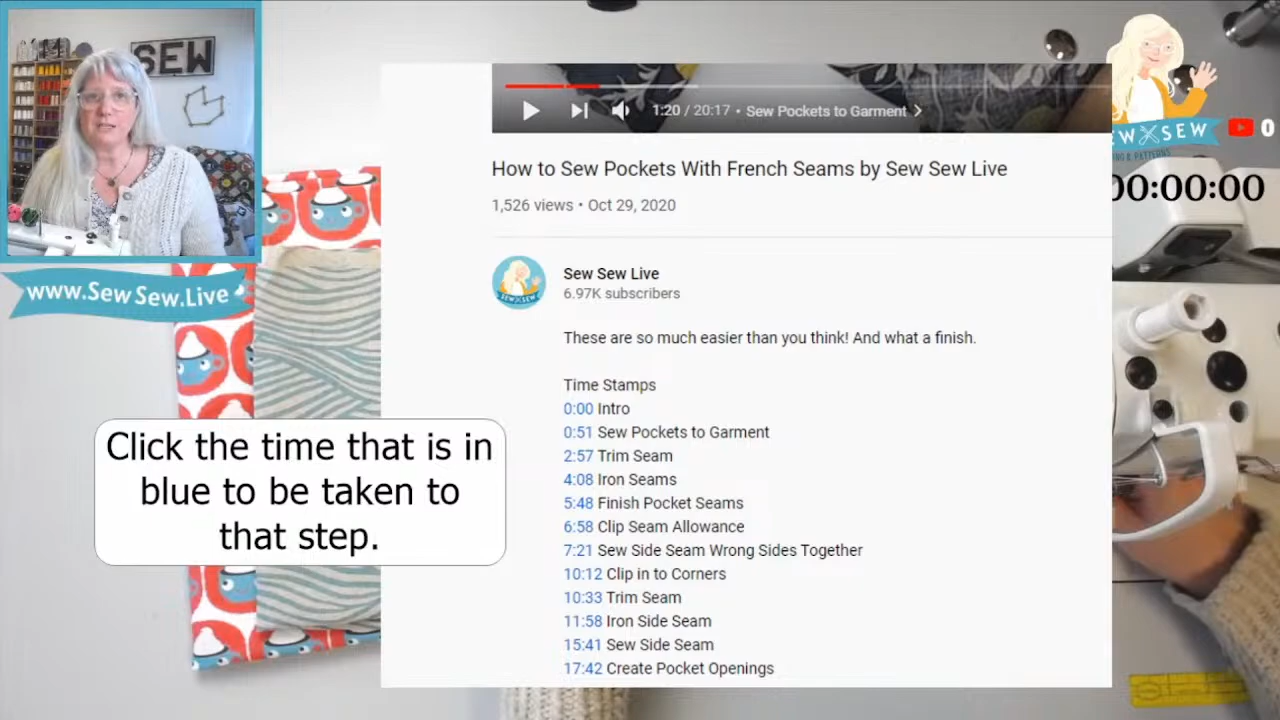 SEW
www.SewSew.Live
1:20 / 20:17 • Sew Pockets to Garment
How to Sew Pockets With French Seams by Sew Sew Live
1,526 views • Oct 29, 2020
Sew Sew Live
6.97K subscribers
These are so much easier than you think! And what a finish.
Time Stamps
0:00 Intro
0:51 Sew Pockets to Garment
2:57 Trim Seam
4:08 Iron Seams
5:48 Finish Pocket Seams
6:58 Clip Seam Allowance
7:21 Sew Side Seam Wrong Sides Together
10:12 Clip in to Corners
10:33 Trim Seam
11:58 Iron Side Seam
15:41 Sew Side Seam
17:42 Create Pocket Openings
Click the time that is in
blue to be taken to
that step.
EW SEW
& PATTERNS
0
00:00:00